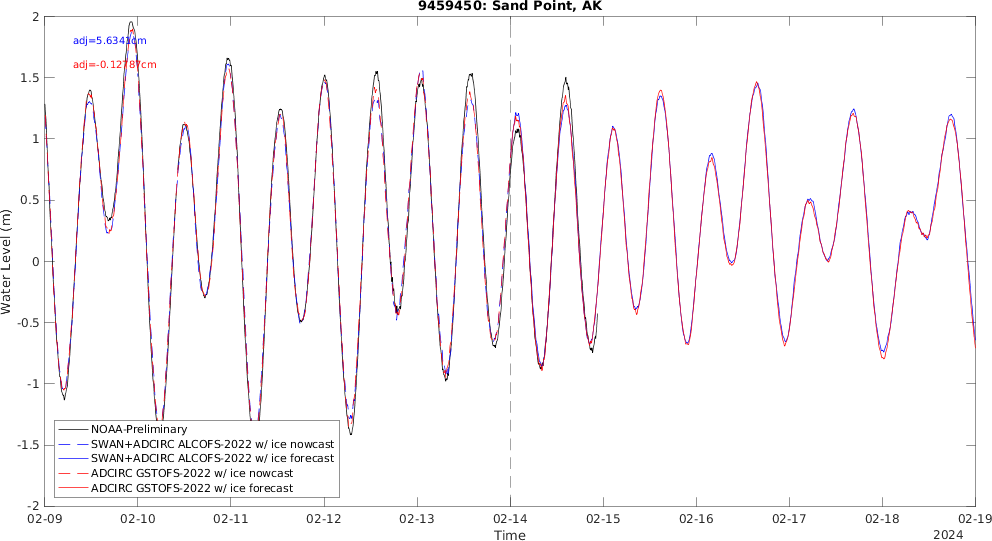 9459450: Sand Point, AK
adj=5.6341cm
adj=-0.12787cm
Water Level (m)
2
1.5
1
0.5
0
-0.5
-1
-1.5
-2
NOAA-Preliminary
SWAN+ADCIRC ALCOFS-2022 w/ ice nowcast
SWAN+ADCIRC ALCOFS-2022 w/ ice forecast
ADCIRC GSTOFS-2022 w/ ice nowcast
ADCIRC GSTOFS-2022 w/ ice forecast
02-09 02-10 02-11 02-12 02-13 02-14 02-15 02-16 02-17 02-18 02-19
Time
2024